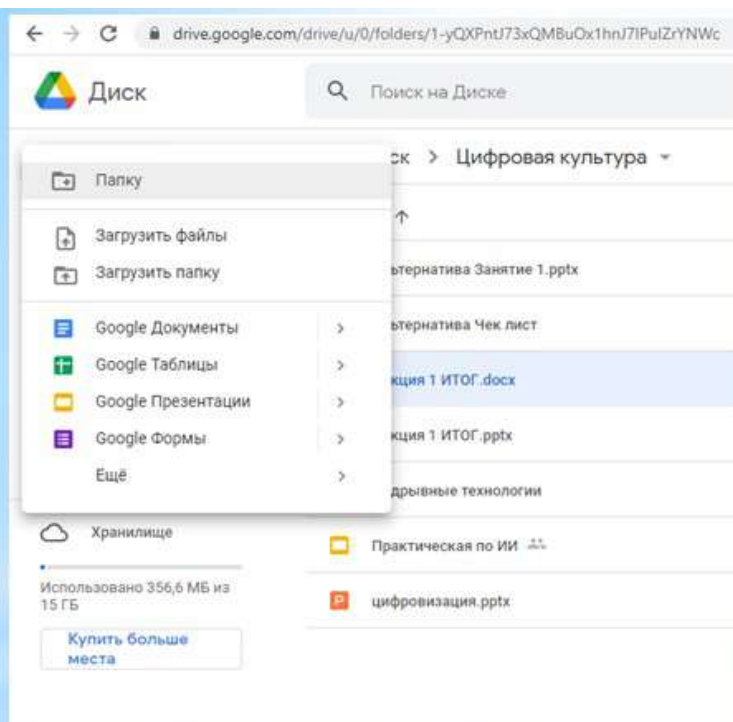 drive.google.com/drive/u/0/folders/1-yQXPntJ73xQMBuOx1hnJ7IPuIZrYNWc
Диск
Поиск на Диске
ск > Цифровая культура
Папку
Загрузить файлы
ьтернатива Занятие 1.pptx
Загрузить папку
Google Документы
ьтернатива Чек лист
Google Таблицы
кция 1 ИТОГ.docx
Google Презентации
Google Формы
кция 1 ИТОГ.pptx
Ещё
дрывные технологии
Хранилище
Практическая по ИИ
Использовано 356,6 МБ из
15 ГБ
цифровизация.pptx
Купить больше
места